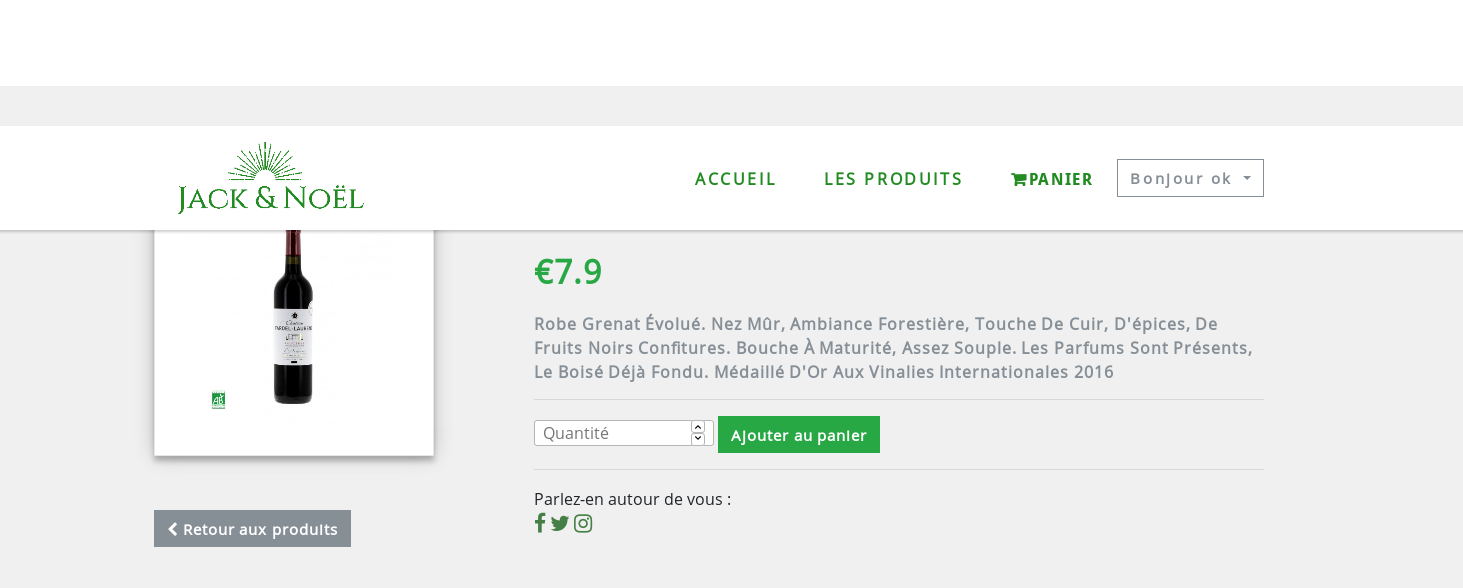 JACK & NOËL
ACCUEIL
LES PRODUITS
PANIER
Bonjour ok
€7.9
Robe Grenat Évolué. Nez Mûr, Ambiance Forestière, Touche De Cuir, D'épices, De
Fruits Noirs Confitures. Bouche À Maturité, Assez Souple. Les Parfums Sont Présents,
Le Boisé Déjà Fondu. Médaillé D'Or Aux Vinalies Internationales 2016
AB
Quantité
Ajouter au panier
Parlez-en autour de vous :
Retour aux produits